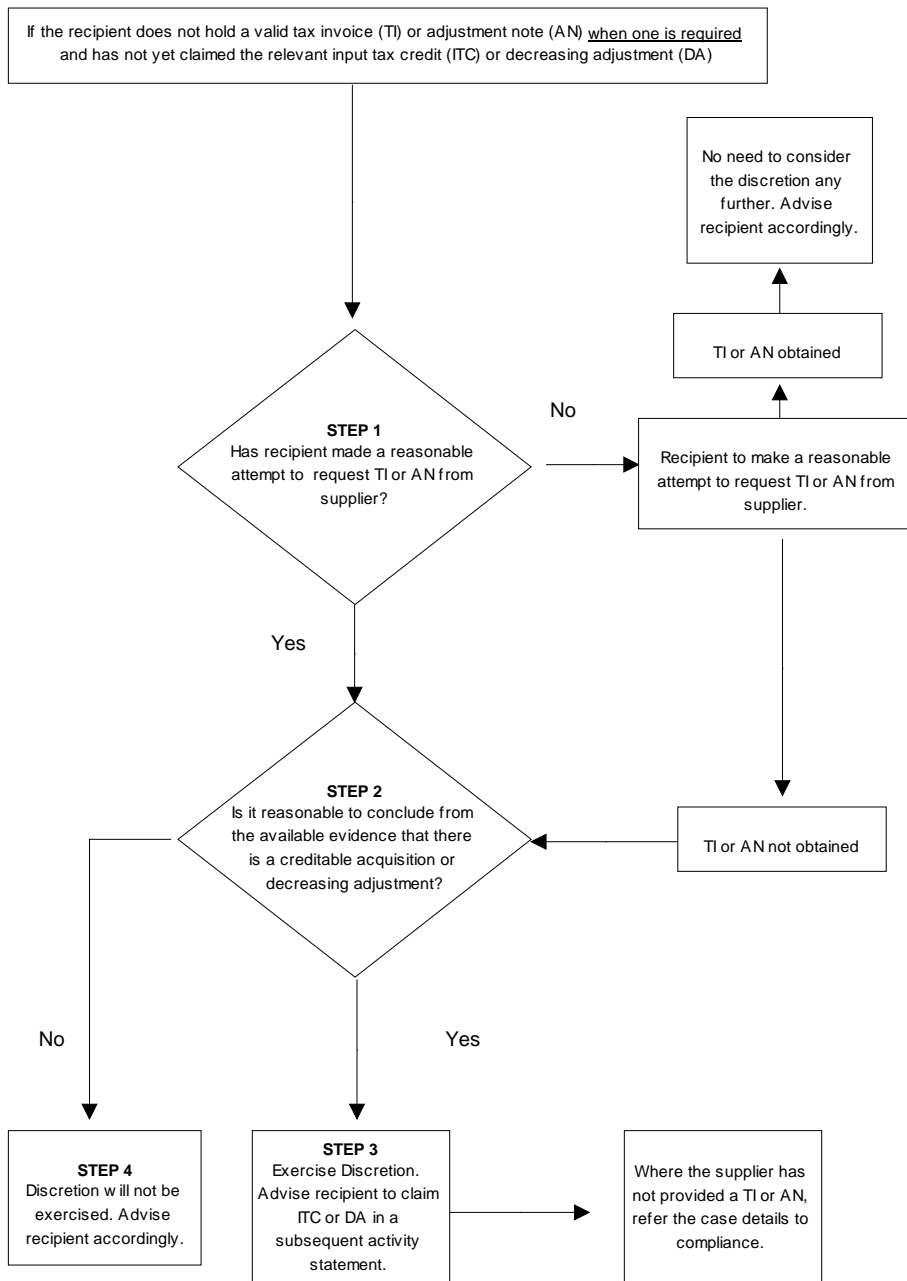 If the recipient does not hold a valid tax invoice (TI) or adjustment note (AN) when one is required
and has not yet claimed the relevant input tax credit (ITC) or decreasing adjustment (DA)
No need to consider
the discretion any
further. Advise
recipient accordingly.
TI or AN obtained
No
STEP 1
Has recipient made a reasonable
attempt to request TI or AN from
supplier?
Recipient to make a reasonable
attempt to request TI or AN from
supplier.
Yes
STEP 2
Is it reasonable to conclude from
the available evidence that there
is a creditable acquisition or
decreasing adjustment?
TI or AN not obtained
No
Yes
STEP 4
Discretion will not be
exercised. Advise
recipient accordingly.
STEP 3
Exercise Discretion.
Advise recipient to claim
ITC or DA in a
subsequent activity
statement.
Where the supplier has
not provided a TI or AN,
refer the case details to
compliance.